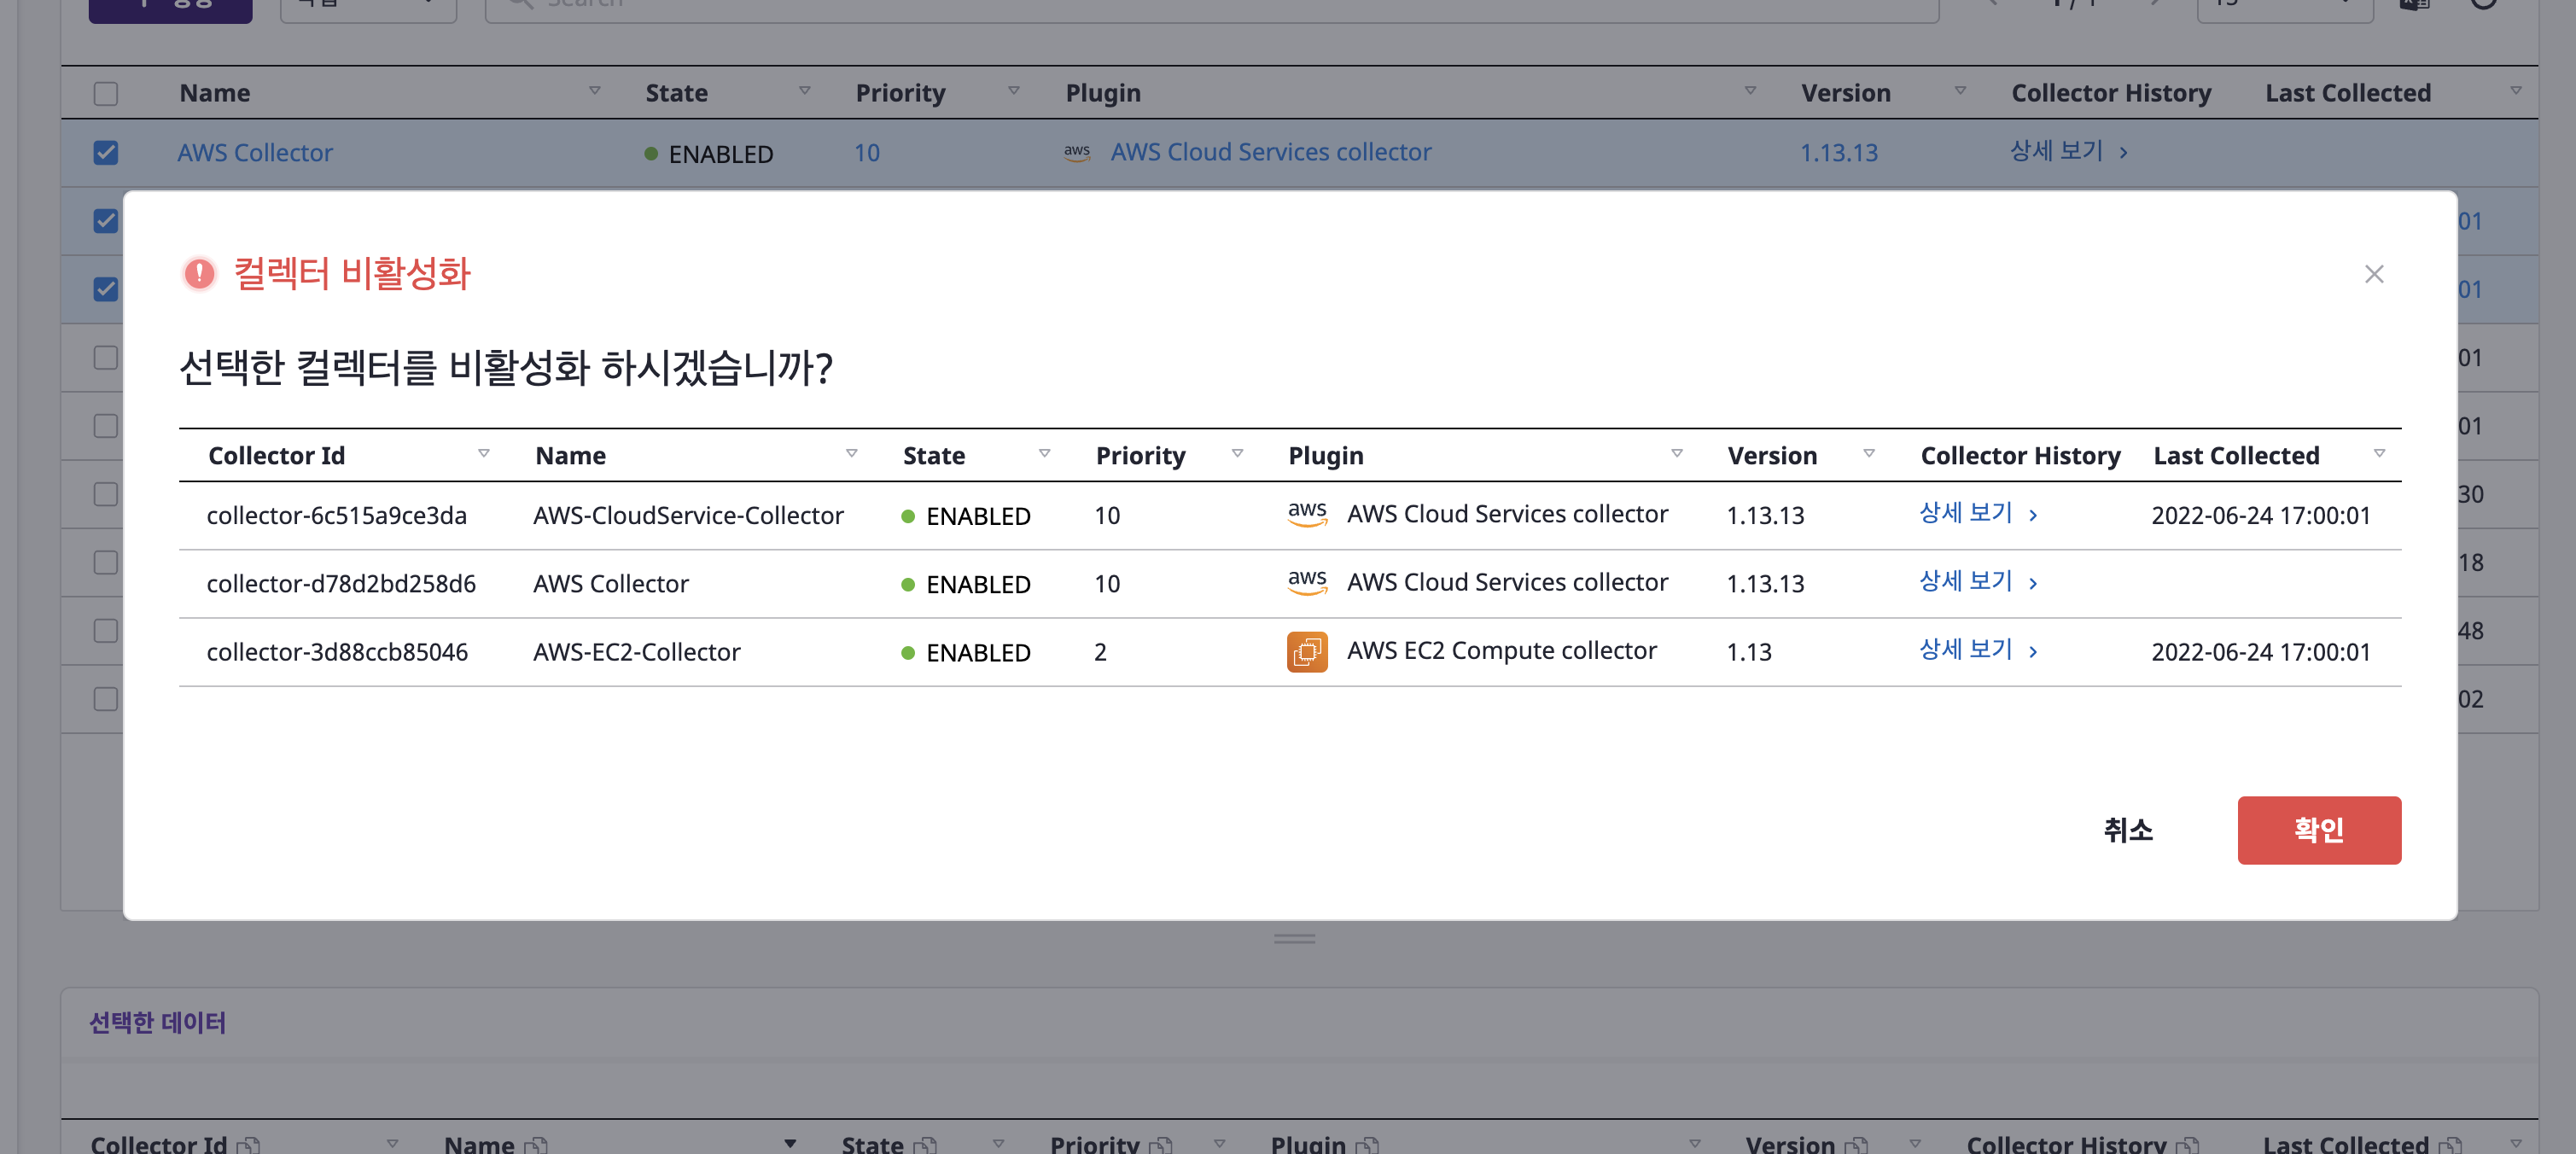 생성
작업
Search
1 / 1
15
Name State Priority Plugin Version Collector History Last Collected
AWS Collector ENABLED 10 aws AWS Cloud Services collector 1.13.13 상세 보기
01
01
01
01
30
18
48
02
컬렉터 비활성화
선택한 컬렉터를 비활성화 하시겠습니까?
Collector Id Name State Priority Plugin Version Collector History Last Collected
collector-6c515a9ce3da AWS-CloudService-Collector ENABLED 10 aws AWS Cloud Services collector 1.13.13 상세 보기 2022-06-24 17:00:01
collector-d78d2bd258d6 AWS Collector ENABLED 10 aws AWS Cloud Services collector 1.13.13 상세 보기
collector-3d88ccb85046 AWS-EC2-Collector ENABLED 2 AWS EC2 Compute collector 1.13 상세 보기 2022-06-24 17:00:01
취소 확인
선택한 데이터
Collector Id Name State Priority Plugin Version Collector History Last Collected